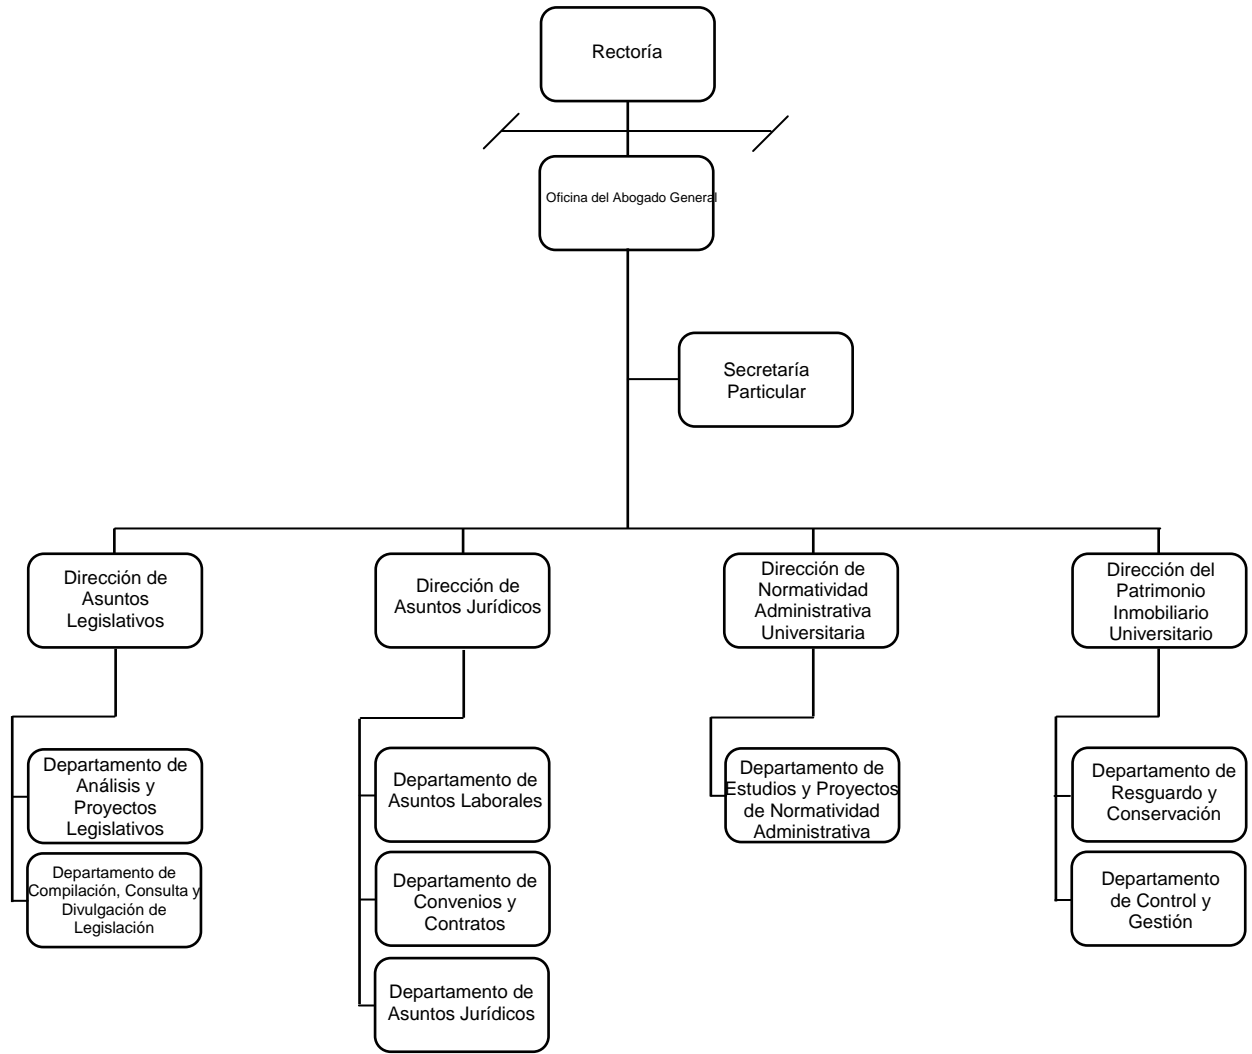 Rectoría
Oficina del Abogado General
Secretaría
Particular
Dirección de
Asuntos
Legislativos
Dirección de
Asuntos Jurídicos
Dirección de
Normatividad
Administrativa
Universitaria
Dirección del
Patrimonio
Inmobiliario
Universitario
Departamento de
Análisis y
Proyectos
Legislativos
Departamento de
Asuntos Laborales
Departamento de
Estudios y Proyectos
de Normatividad
Administrativa
Departamento de
Resguardo y
Conservación
Departamento de
Compilación, Consulta y
Divulgación de
Legislación
Departamento de
Convenios y
Contratos
Departamento
de Control y
Gestión
Departamento de
Asuntos Jurídicos